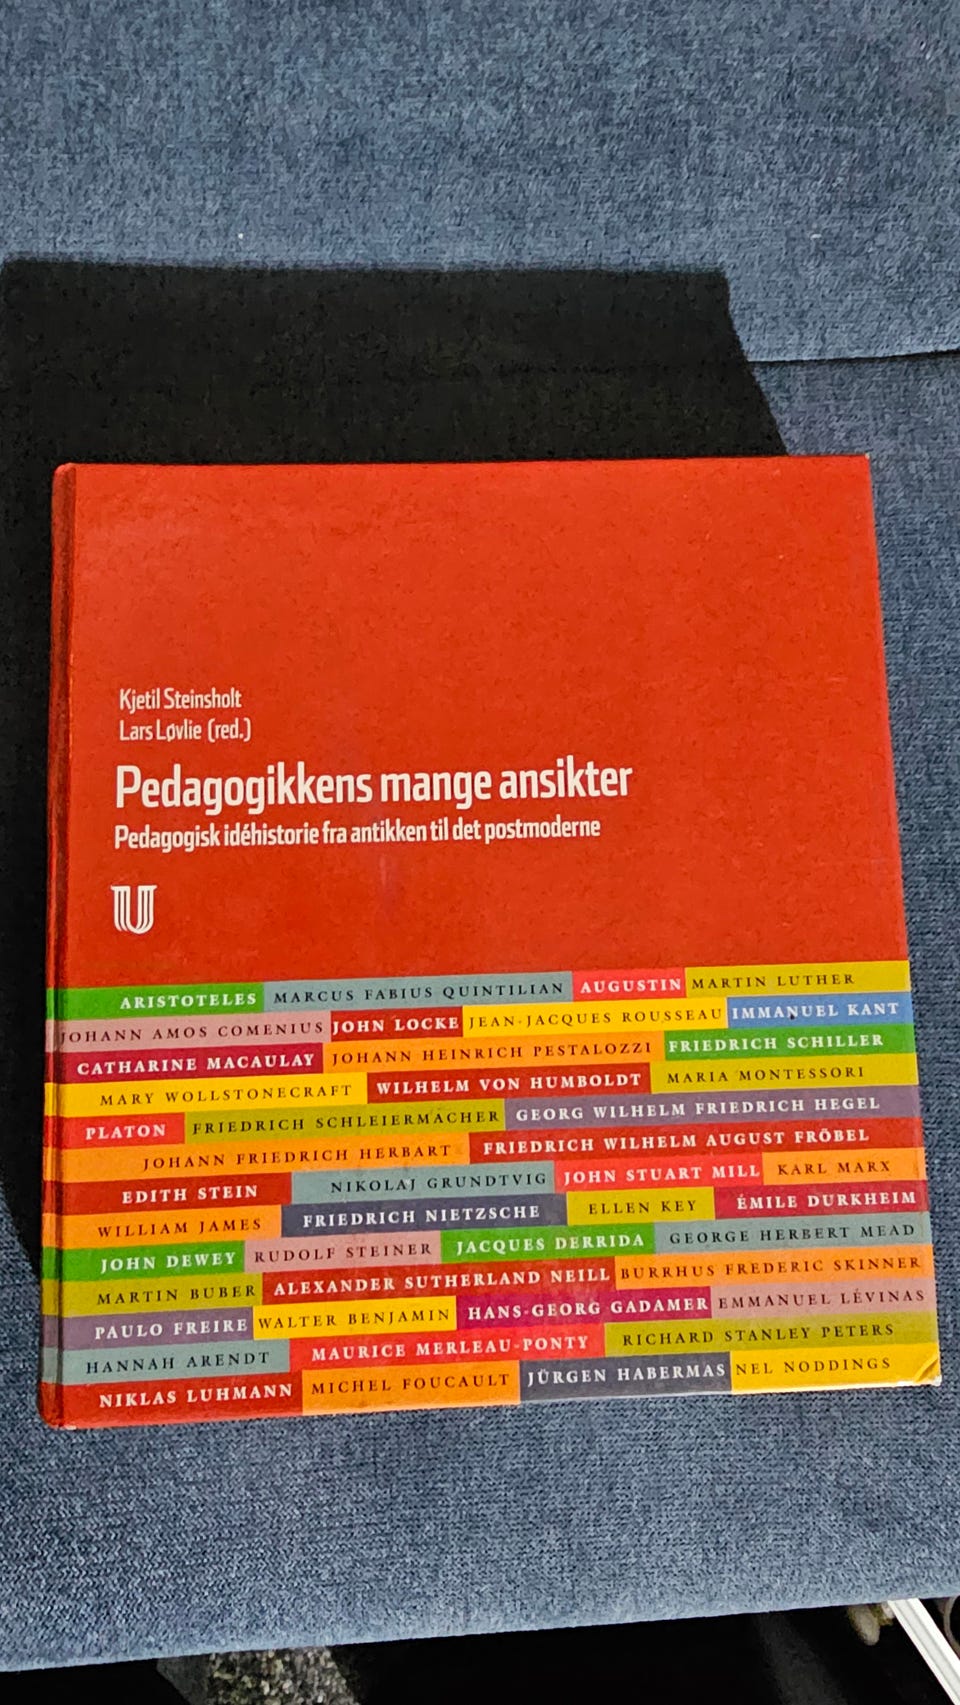 Kjetil Steinsholt
Lars Løvlie (red.)
Pedagogikkens mange ansikter
Pedagogisk idéhistorie fra antikken til det postmoderne
U
ARISTOTELES MARCUS FABIUS QUINTILIAN AUGUSTIN MARTIN LUTHER
JOHANN AMOS COMENIUS JOHN LOCKE JEAN-JACQUES ROUSSEAU IMMANUEL KANT
CATHARINE MACAULAY JOHANN HEINRICH PESTALOZZI FRIEDRICH SCHILLER
MARY WOLLSTONECRAFT WILHELM VON HUMBOLDT MARIA MONTESSORI
PLATON FRIEDRICH SCHLEIERMACHER GEORG WILHELM FRIEDRICH HEGEL
JOHANN FRIEDRICH HERBART FRIEDRICH WILHELM AUGUST FRÖBEL
EDITH STEIN NIKOLAJ GRUNDTVIG JOHN STUART MILL KARL MARX
WILLIAM JAMES FRIEDRICH NIETZSCHE ELLEN KEY ÉMILE DURKHEIM
JOHN DEWEY RUDOLF STEINER JACQUES DERRIDA GEORGE HERBERT MEAD
MARTIN BUBER ALEXANDER SUTHERLAND NEILL BURRHUS FREDERIC SKINNER
PAULO FREIRE WALTER BENJAMIN HANS-GEORG GADAMER EMMANUEL LÉVINAS
HANNAH ARENDT MAURICE MERLEAU-PONTY RICHARD STANLEY PETERS
NIKLAS LUHMANN MICHEL FOUCAULT JÜRGEN HABERMAS NEL NODDINGS